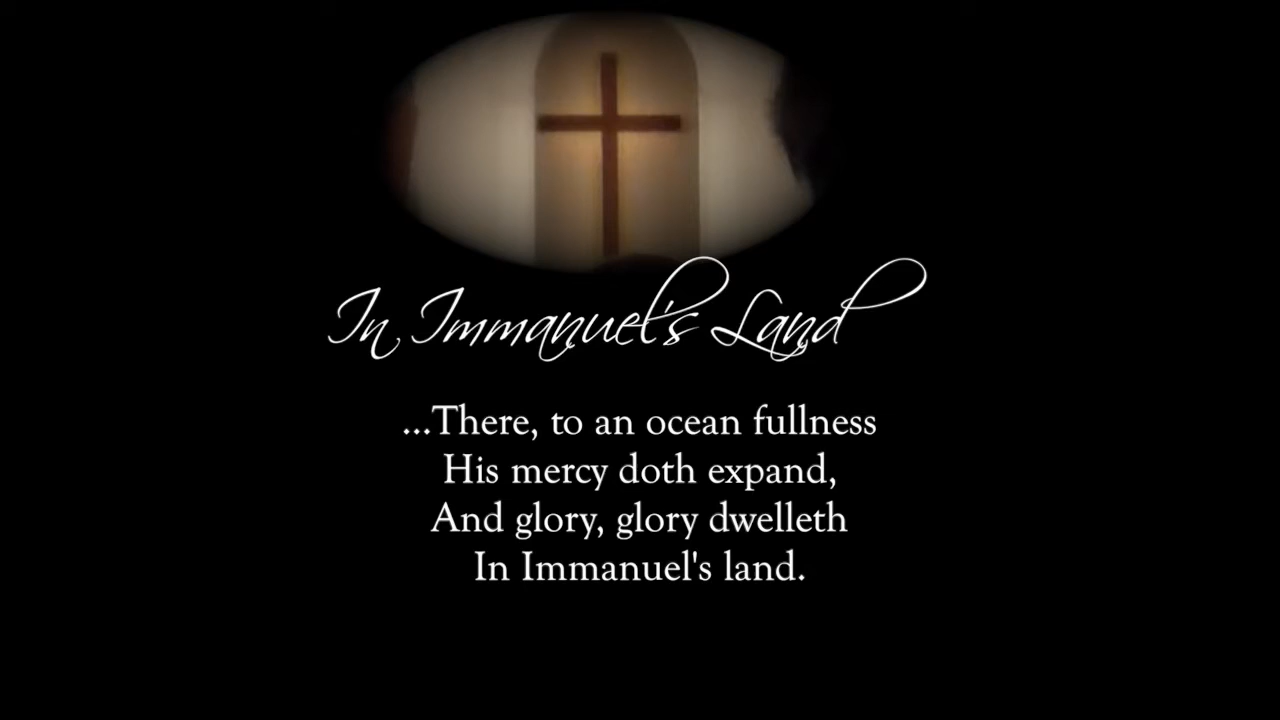 In Immanuel's Land
...There, to an ocean fullness
His mercy doth expand,
And glory, glory dwelleth
In Immanuel's land.